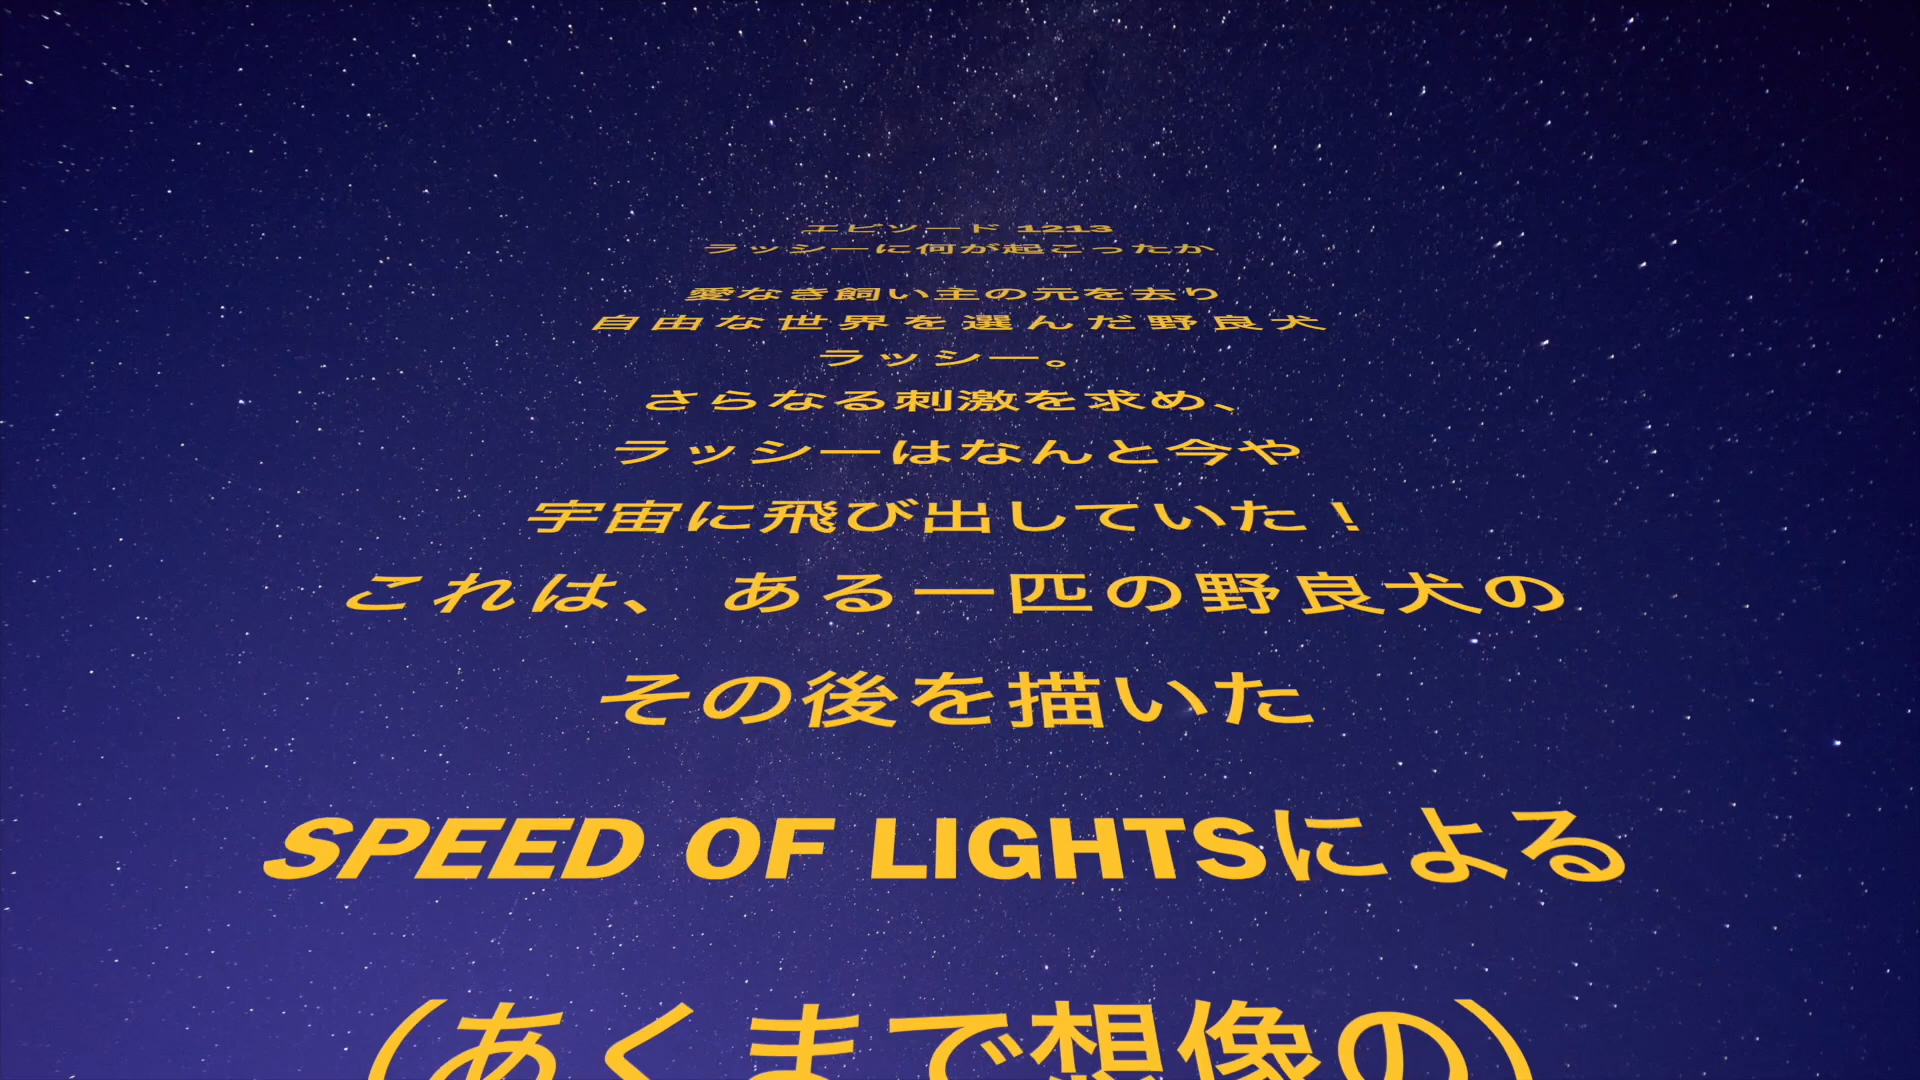 エピソード 1213
ラッシーに何が起こったか
愛なき飼い主の元を去り
自由な世界を選んだ野良犬
ラッシー。
さらなる刺激を求め、
ラッシーはなんと今や
宇宙に飛び出していた！
これは、ある一匹の野良犬の
その後を描いた
SPEED OF LIGHTSによる
（あくまで想像の）